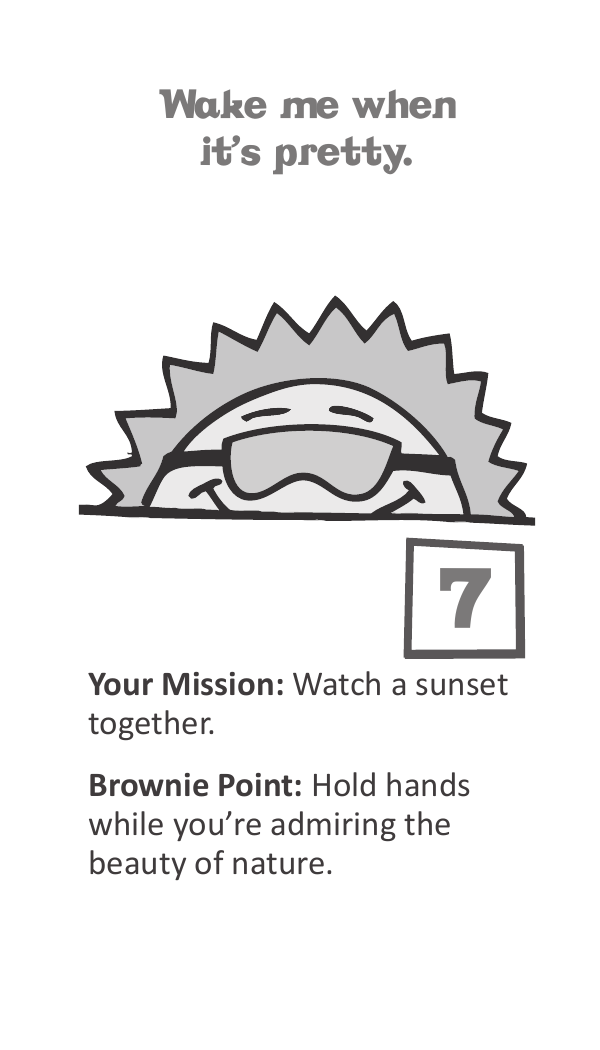 Wake me when
it’s pretty.
7
Your Mission: Watch a sunset
together.
Brownie Point: Hold hands
while you’re admiring the
beauty of nature.